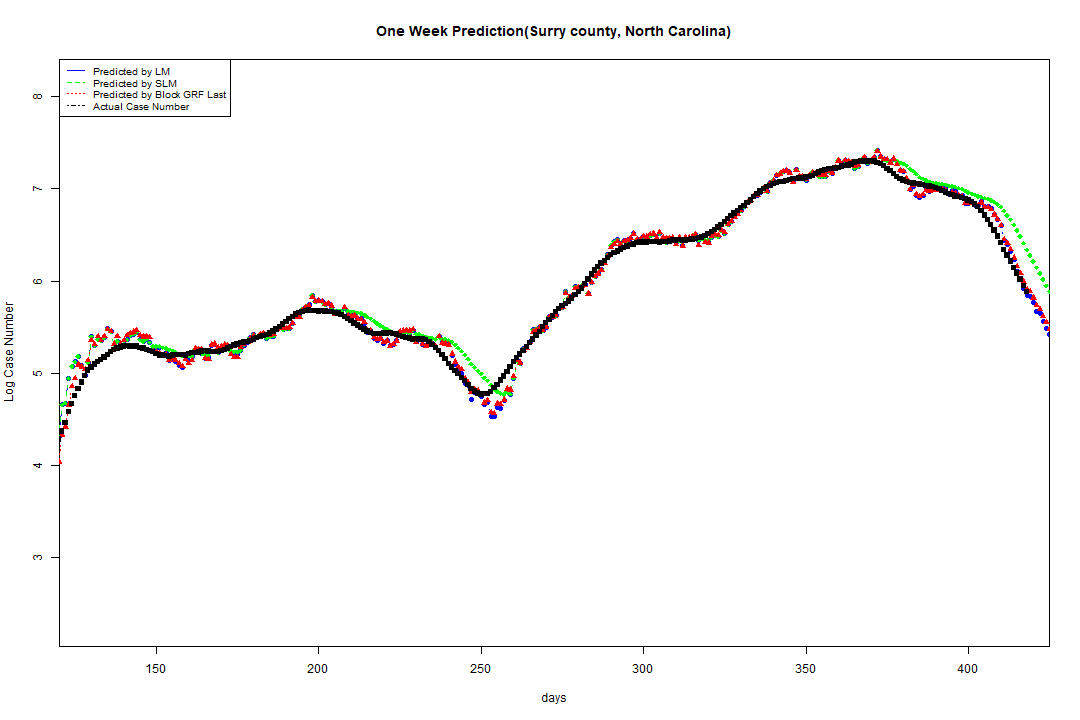 One Week Prediction(Surry county, North Carolina)
Predicted by LM
Predicted by SLM
Predicted by Block GRF Last
Actual Case Number
8
7
6
5
4
3
Log Case Number
150 200 250 300 350 400
days